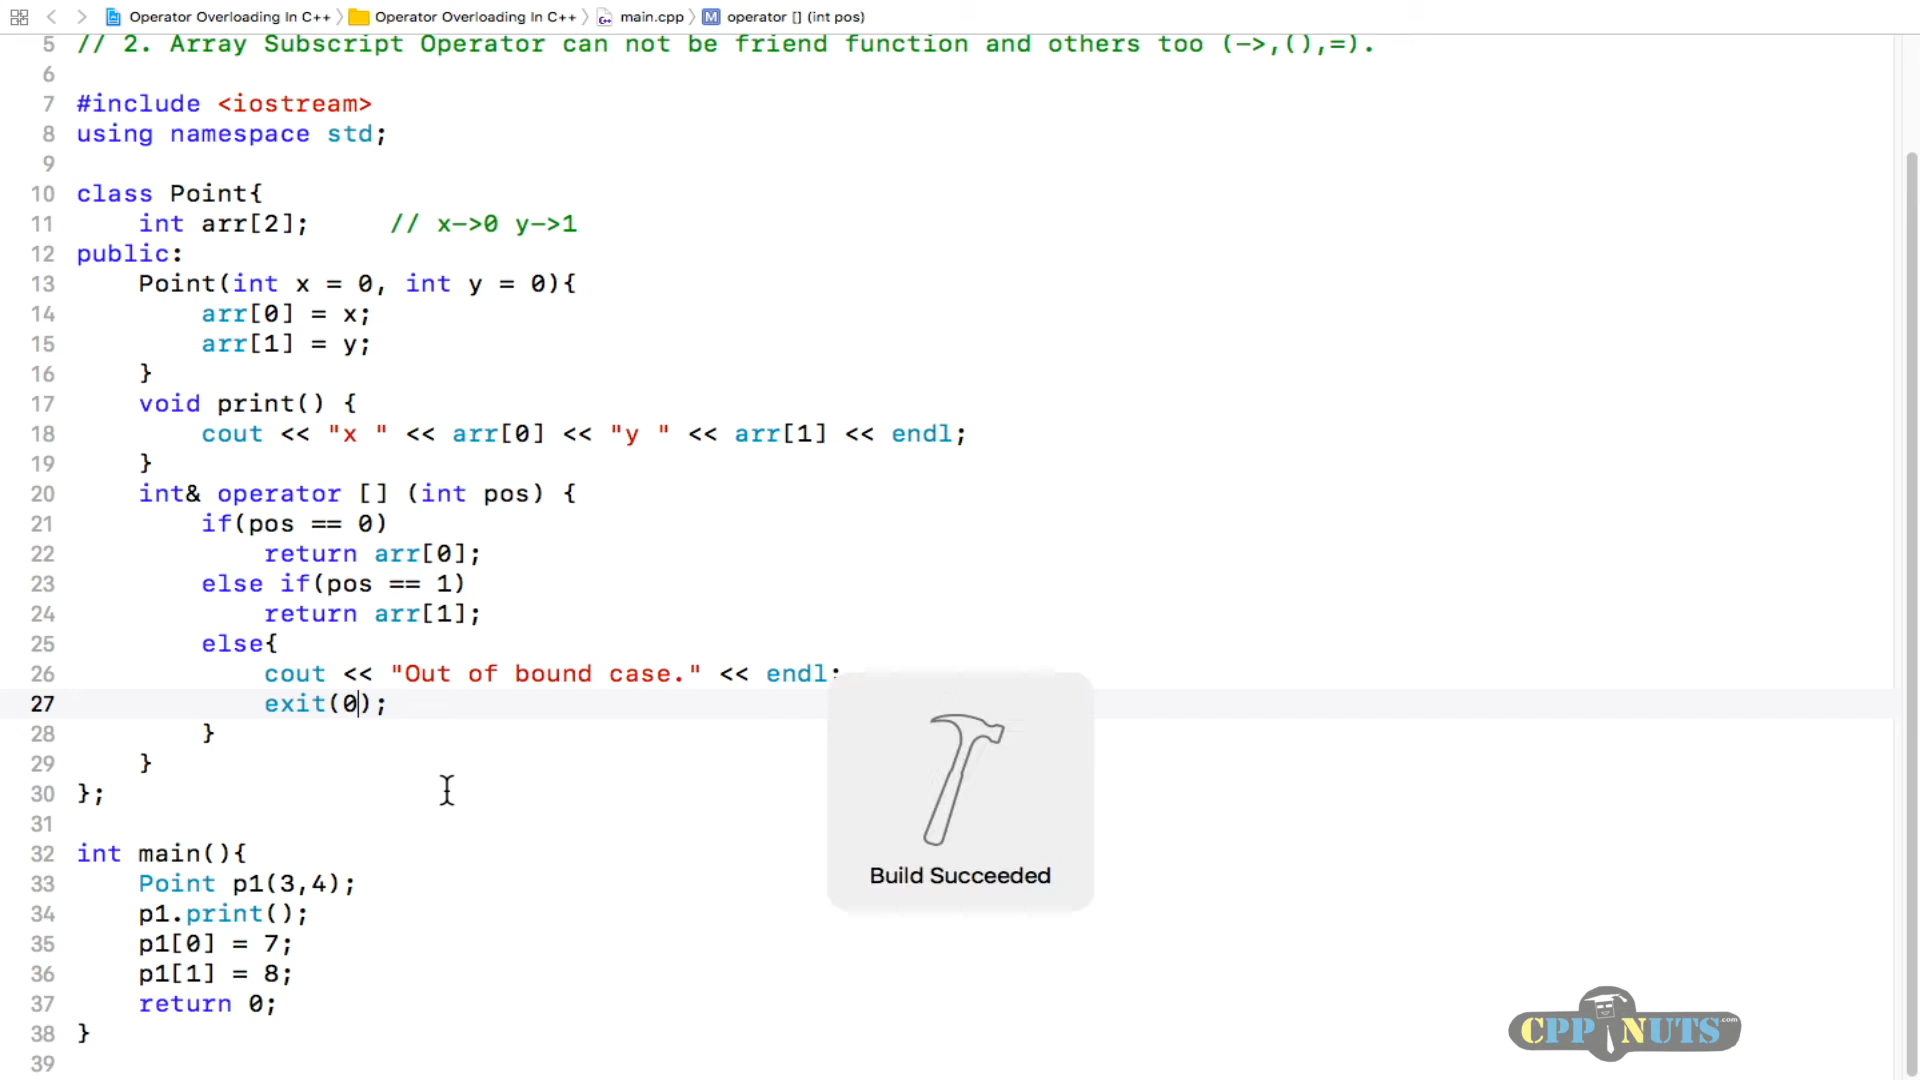 Operator Overloading In C++ 〉 Operator Overloading In C++ 〉 main.cpp 〉 M operator [] (int pos)
5 // 2. Array Subscript Operator can not be friend function and others too (->,(),=).
6
7 #include <iostream>
8 using namespace std;
9
10 class Point{
11     int arr[2];     // x->0 y->1
12 public:
13     Point(int x = 0, int y = 0){
14         arr[0] = x;
15         arr[1] = y;
16     }
17     void print() {
18         cout << "x " << arr[0] << "y " << arr[1] << endl;
19     }
20     int& operator [] (int pos) {
21         if(pos == 0)
22             return arr[0];
23         else if(pos == 1)
24             return arr[1];
25         else{
26             cout << "Out of bound case." << endl;
27             exit(0);
28         }
29     }
30 };
31
32 int main(){
33     Point p1(3,4);
34     p1.print();
35     p1[0] = 7;
36     p1[1] = 8;
37     return 0;
38 }
39
Build Succeeded
CPP NUTS.com